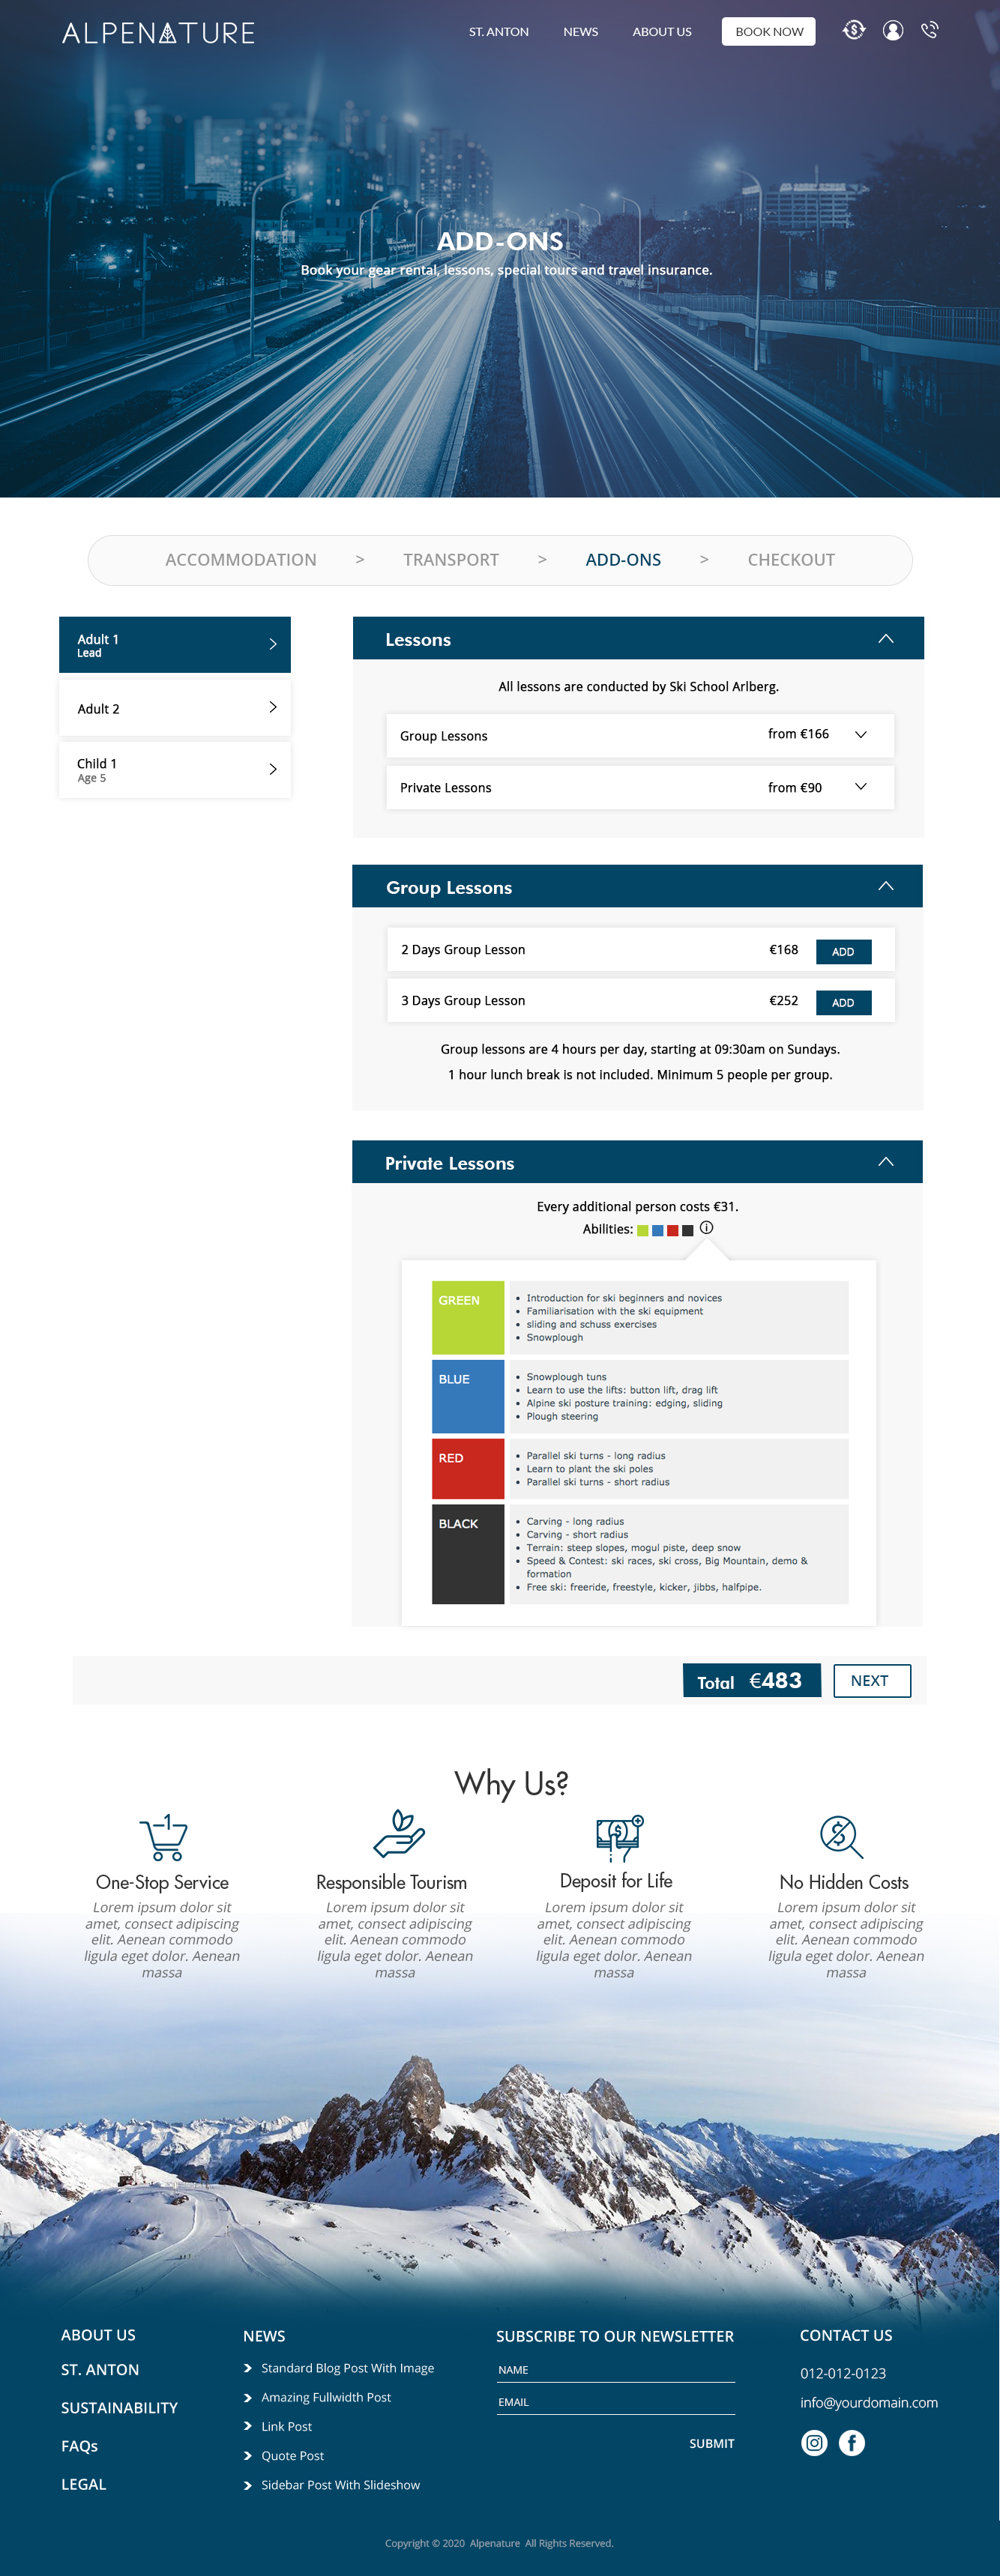 ALPENATURE
ST. ANTON NEWS ABOUT US BOOK NOW
ADD-ONS
Book your gear rental, lessons, special tours and travel insurance.
ACCOMMODATION > TRANSPORT > ADD-ONS > CHECKOUT
Adult 1
Lead
Adult 2
Child 1
Age 5
Lessons
All lessons are conducted by Ski School Arlberg.
Group Lessons from €166
Private Lessons from €90
Group Lessons
2 Days Group Lesson €168 ADD
3 Days Group Lesson €252 ADD
Group lessons are 4 hours per day, starting at 09:30am on Sundays.
1 hour lunch break is not included. Minimum 5 people per group.
Private Lessons
Every additional person costs €31.
Abilities:
GREEN
• Introduction for ski beginners and novices
• Familiarisation with the ski equipment
• sliding and schuss exercises
• Snowplough
BLUE
• Snowplough tuns
• Learn to use the lifts: button lift, drag lift
• Alpine ski posture training: edging, sliding
• Plough steering
RED
• Parallel ski turns - long radius
• Learn to plant the ski poles
• Parallel ski turns - short radius
BLACK
• Carving - long radius
• Carving - short radius
• Terrain: steep slopes, mogul piste, deep snow
• Speed & Contest: ski races, ski cross, Big Mountain, demo &
formation
• Free ski: freeride, freestyle, kicker, jibbs, halfpipe.
Total €483 NEXT
Why Us?
One-Stop Service
Lorem ipsum dolor sit
amet, consect adipiscing
elit. Aenean commodo
ligula eget dolor. Aenean
massa
Responsible Tourism
Lorem ipsum dolor sit
amet, consect adipiscing
elit. Aenean commodo
ligula eget dolor. Aenean
massa
Deposit for Life
Lorem ipsum dolor sit
amet, consect adipiscing
elit. Aenean commodo
ligula eget dolor. Aenean
massa
No Hidden Costs
Lorem ipsum dolor sit
amet, consect adipiscing
elit. Aenean commodo
ligula eget dolor. Aenean
massa
ABOUT US
ST. ANTON
SUSTAINABILITY
FAQs
LEGAL
NEWS
Standard Blog Post With Image
Amazing Fullwidth Post
Link Post
Quote Post
Sidebar Post With Slideshow
SUBSCRIBE TO OUR NEWSLETTER
NAME
EMAIL
SUBMIT
CONTACT US
012-012-0123
info@yourdomain.com
Copyright © 2020 Alpenature All Rights Reserved.